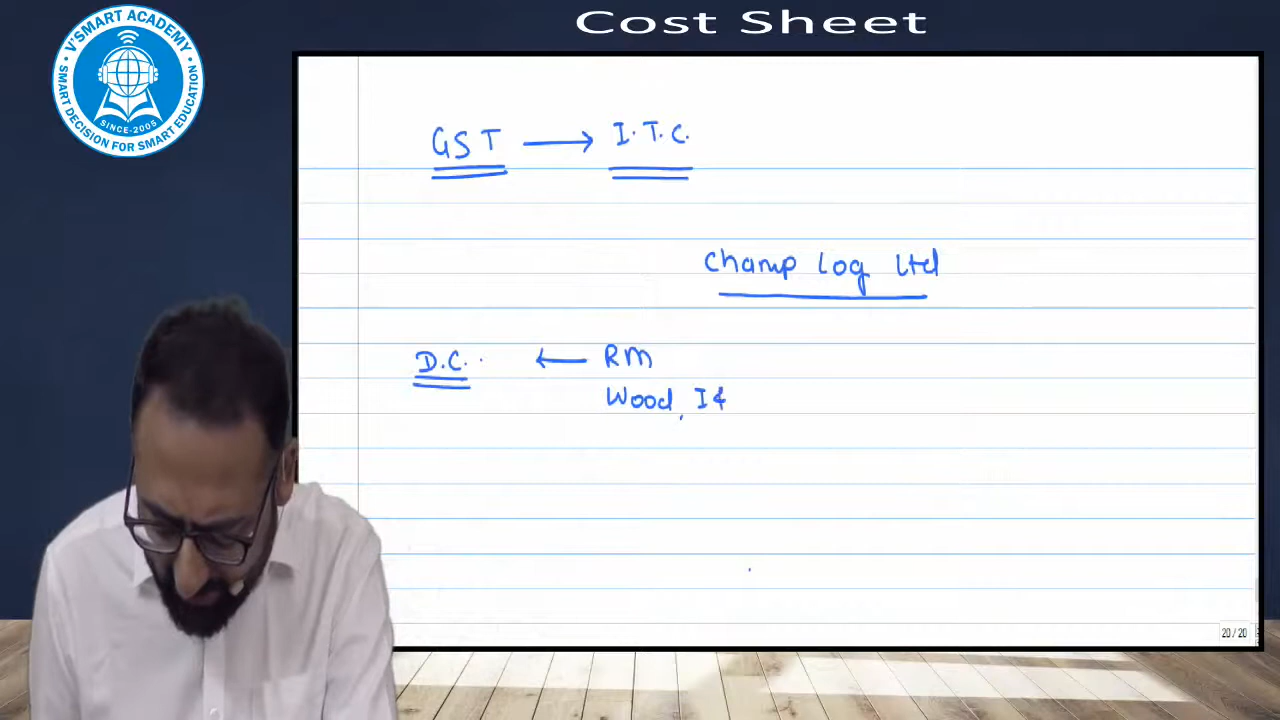 Cost Sheet
V'SMART ACADEMY
SINCE-2005
SMART DECISION FOR SMART EDUCATION
GST → I.T.C.
Champ Log Ltd
D.C. ← RM
Wood,
20 / 20